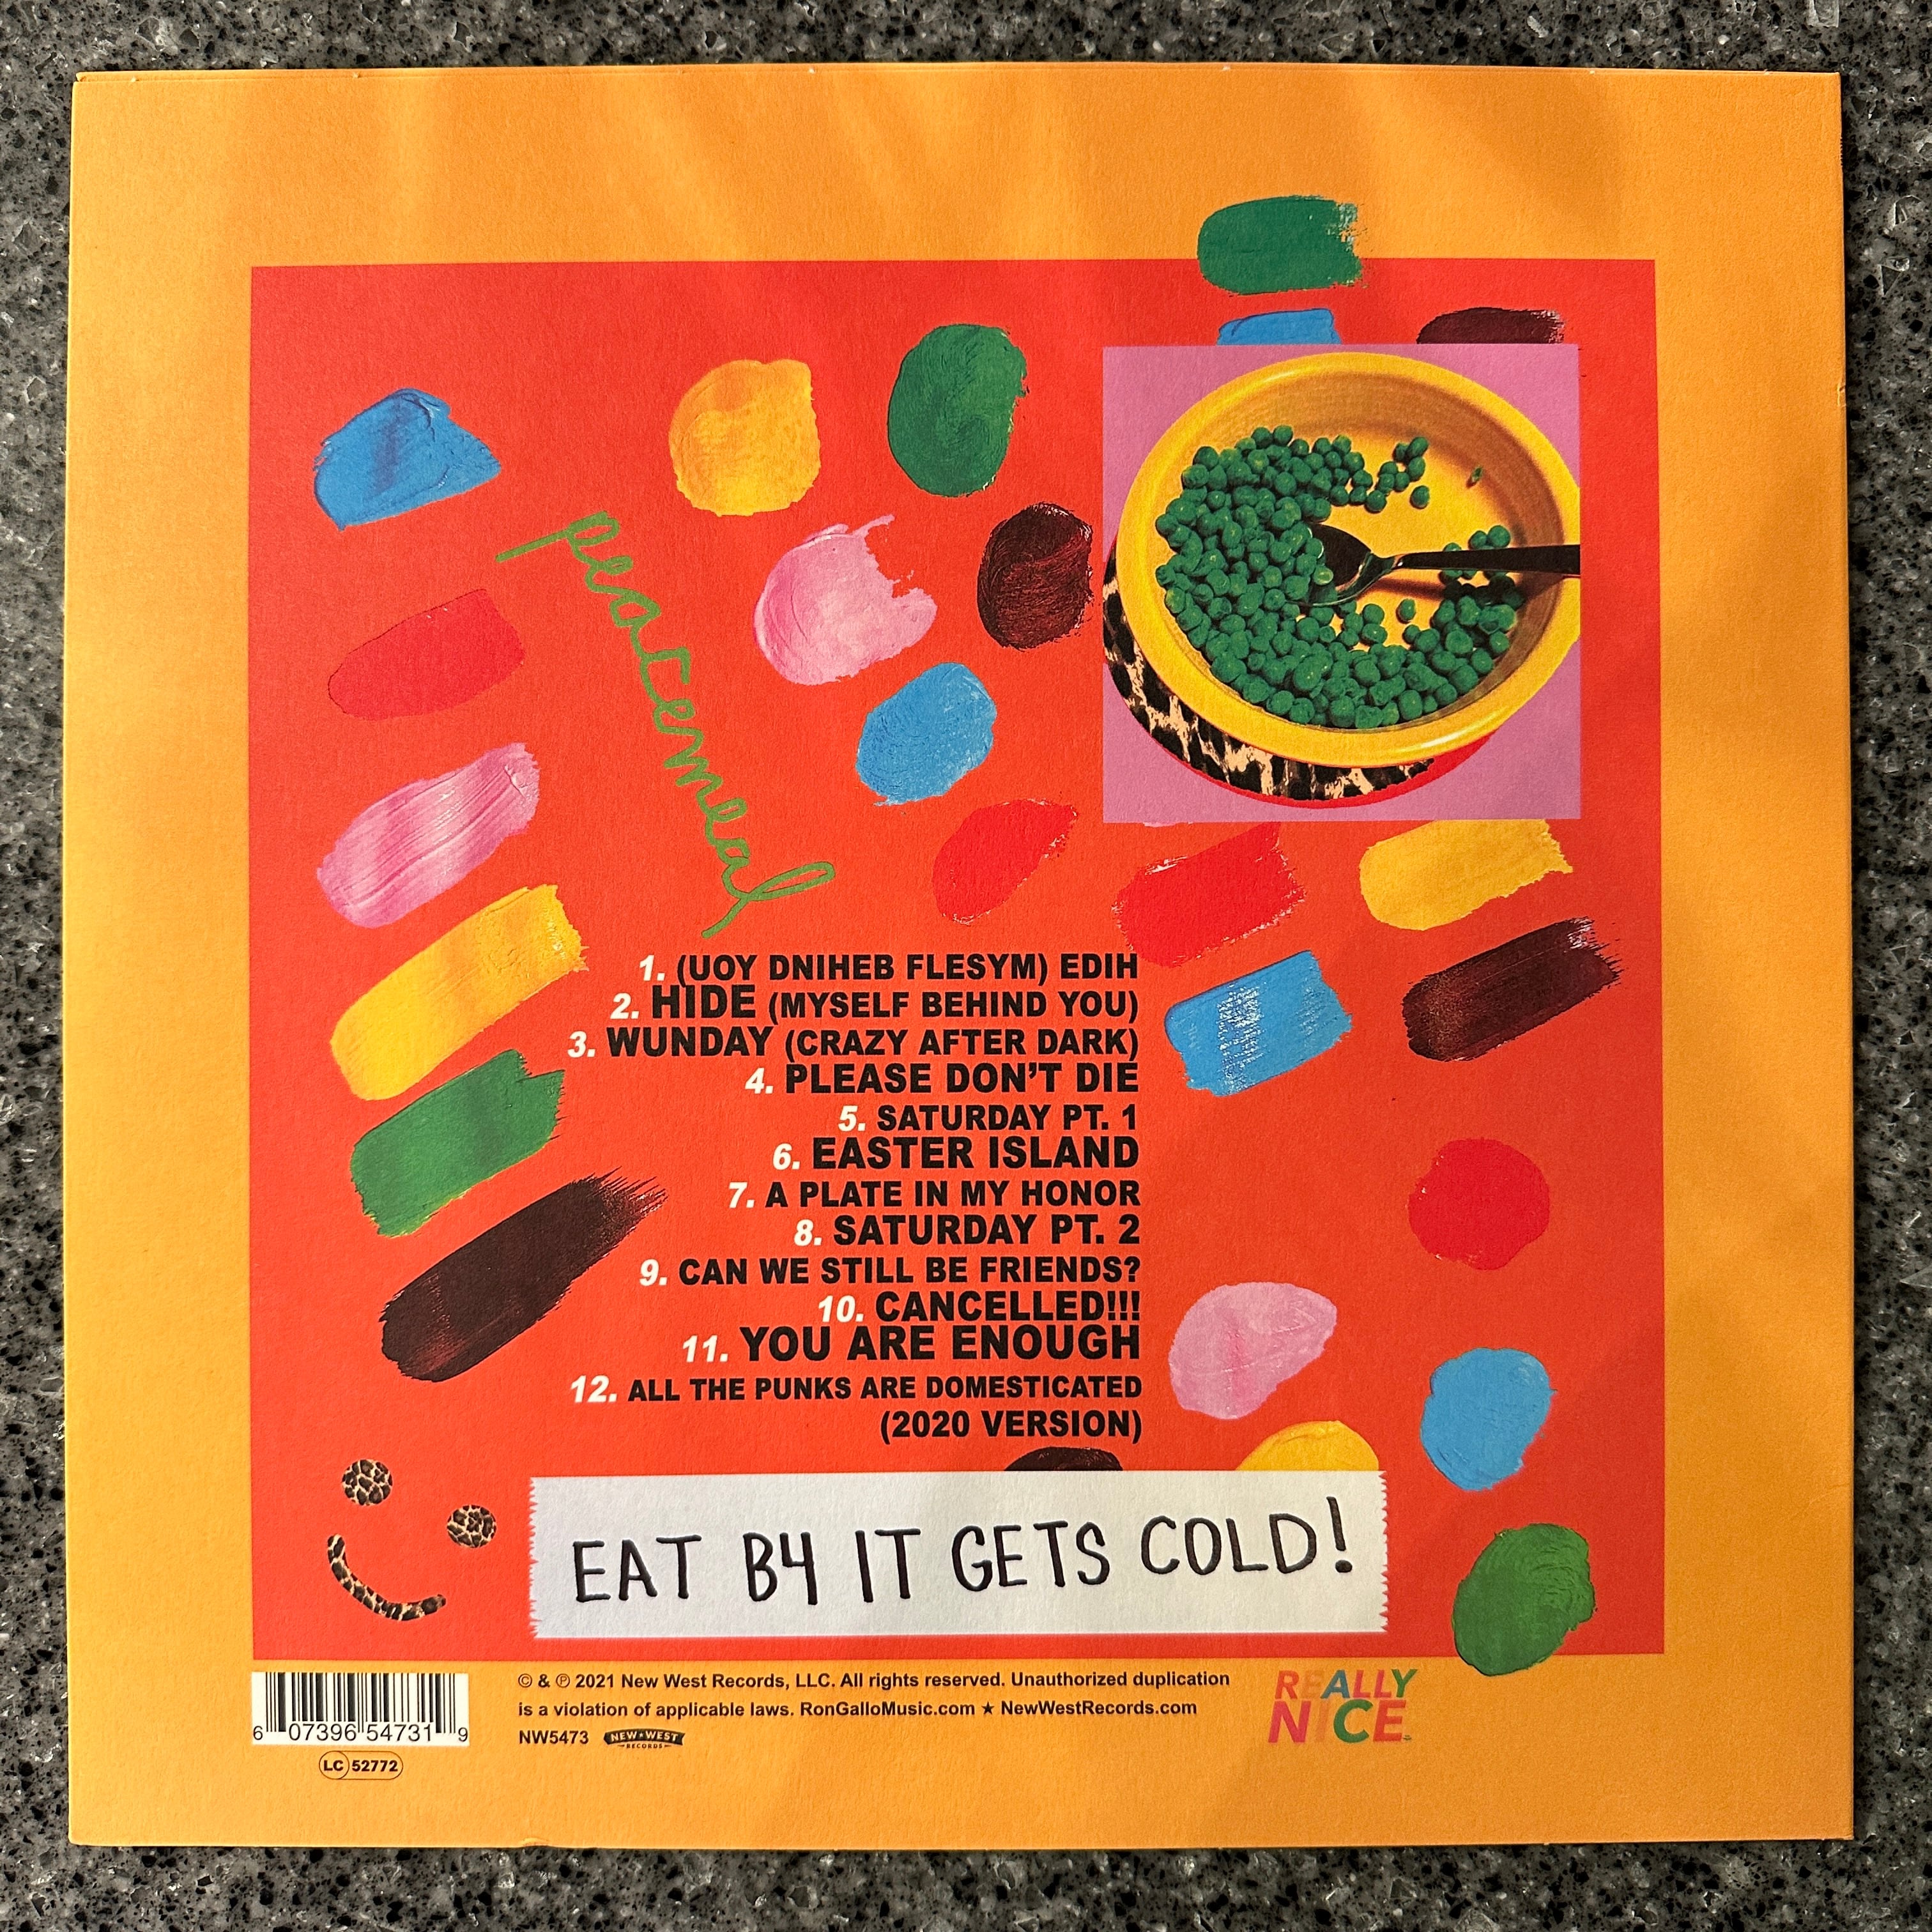 peacemeal
1. (UOY DNIHEB FLESYM) EDIH
2. HIDE (MYSELF BEHIND YOU)
3. WUNDAY (CRAZY AFTER DARK)
4. PLEASE DON'T DIE
5. SATURDAY PT. 1
6. EASTER ISLAND
7. A PLATE IN MY HONOR
8. SATURDAY PT. 2
9. CAN WE STILL BE FRIENDS?
10. CANCELLED!!!
11. YOU ARE ENOUGH
12. ALL THE PUNKS ARE DOMESTICATED
(2020 VERSION)
EAT B4 IT GETS COLD!
6 07396 54731 9
LC 52772
© & ℗ 2021 New West Records, LLC. All rights reserved. Unauthorized duplication
is a violation of applicable laws. RonGalloMusic.com ★ NewWestRecords.com
NW5473 NEW★WEST
RECORDS
REALLY
NICE